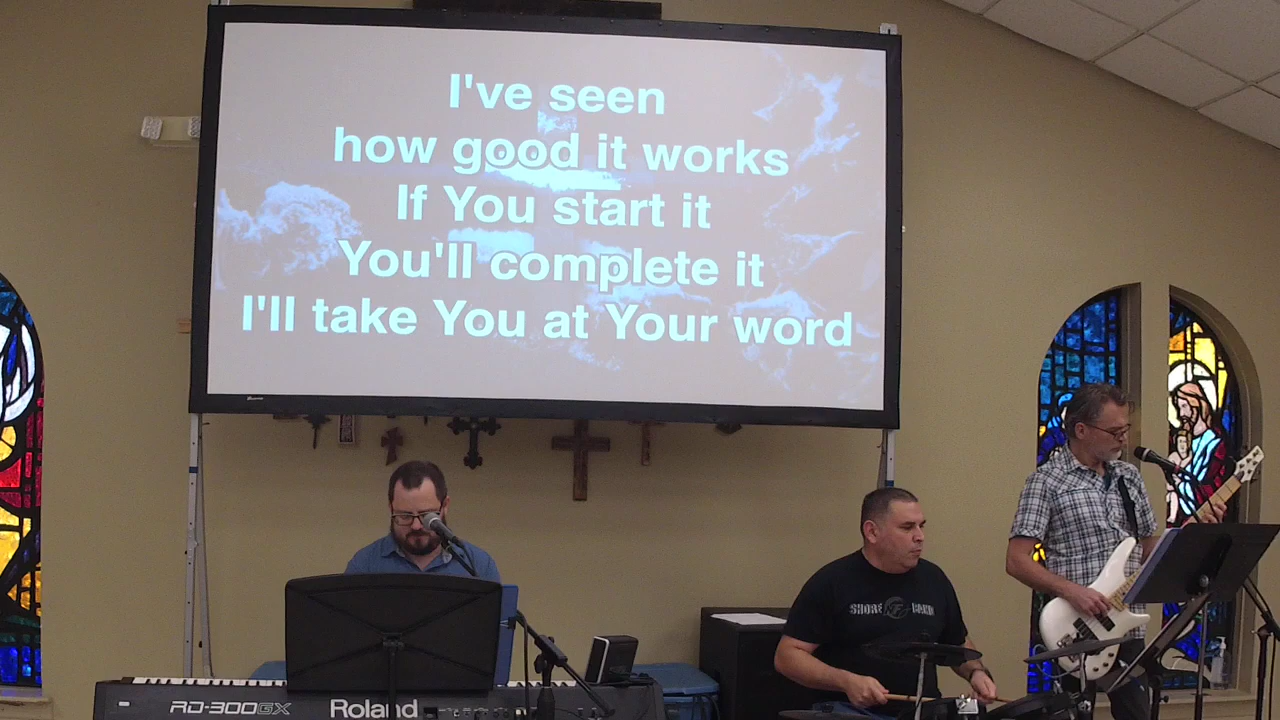 I've seen
how good it works
If You start it
You'll complete it
I'll take You at Your word
RD-300GX
Roland